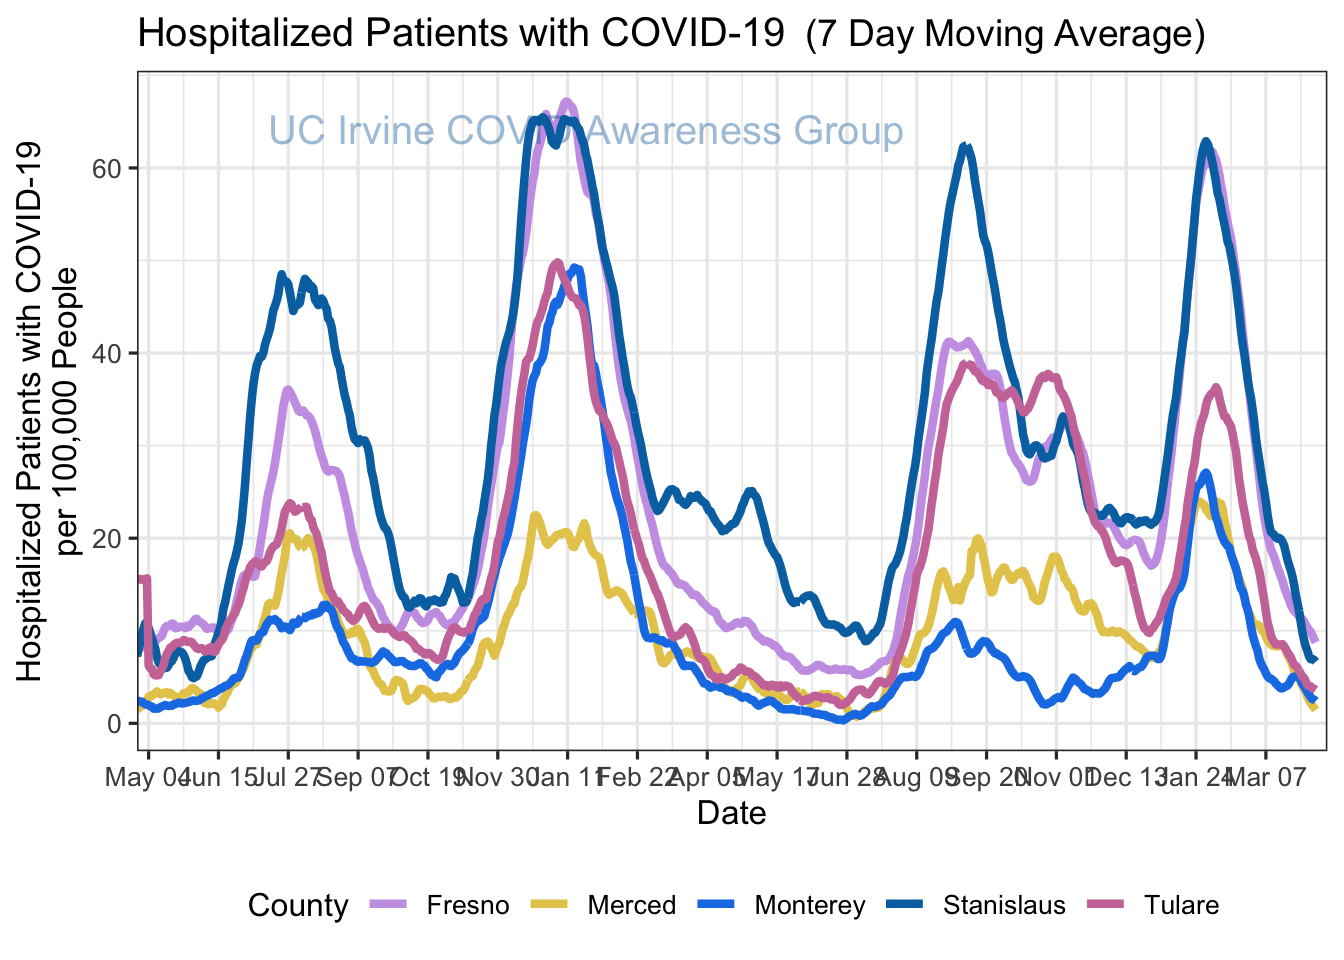 Hospitalized Patients with COVID-19  (7 Day Moving Average)
UC Irvine COVID Awareness Group
Hospitalized Patients with COVID-19
per 100,000 People
60
40
20
0
May 04 Jun 15 Jul 27 Sep 07 Oct 19 Nov 30 Jan 11 Feb 22 Apr 05 May 17 Jun 28 Aug 09 Sep 20 Nov 01 Dec 13 Jan 24 Mar 07
Date
County Fresno Merced Monterey Stanislaus Tulare